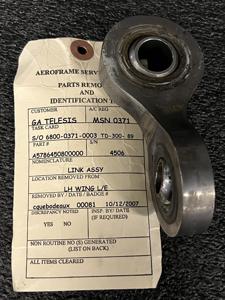 AEROFRAME SERV
PARTS REMO
AND
IDENTIFICATION T
CUSTOMER A/C REG
GA TELESIS MSN 0371
TASK CARD
S/O 6800-0371-0003 TD-300-89
PART # S/N
A5786450800000 4506
NOMENCLATURE
LINK ASSY
LOCATION REMOVED FROM
LH WING L/E
REMOVED BY / DATE / BADGE #
cquebodeaux 00081 10/12/2007
DISCREPANCY NOTED INSP. BY/DATE
(IF REQUIRED)
YES NO
NON ROUTINE NO (S) GENERATED
(LIST ON BACK)
ALL ITEMS CLEARED